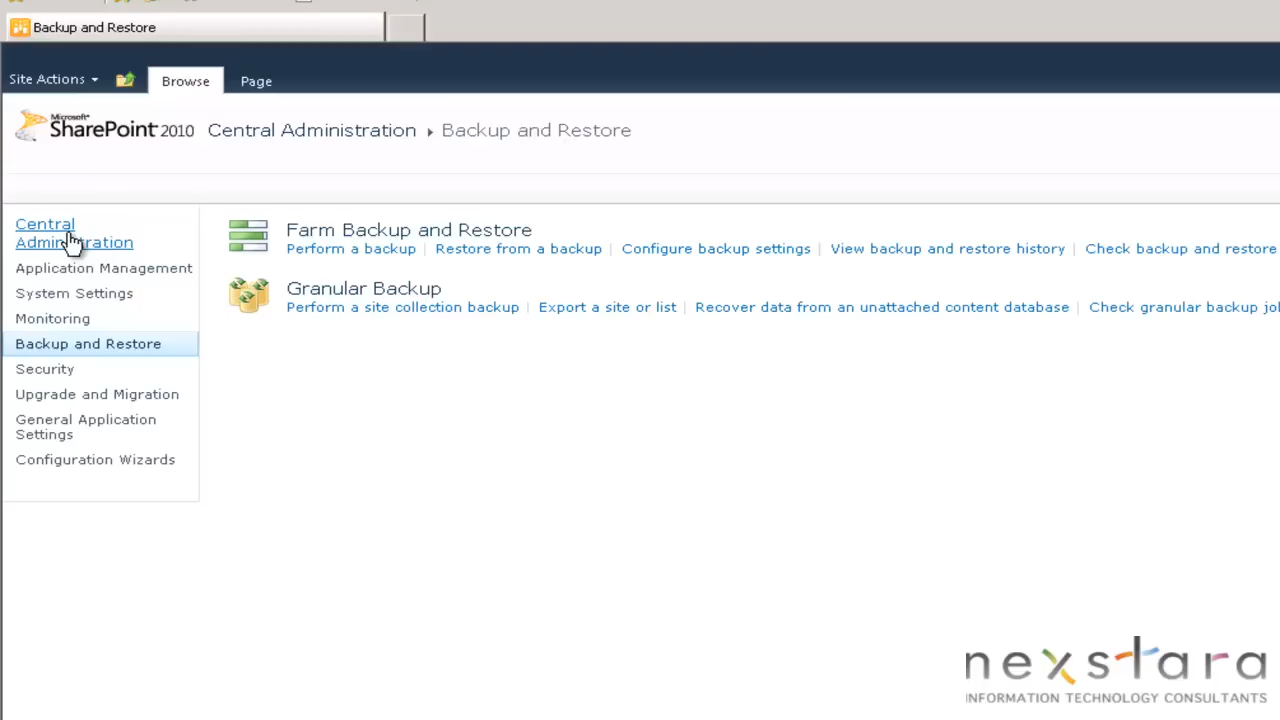 Backup and Restore
Site Actions
Browse
Page
Microsoft®
SharePoint 2010
Central Administration
Backup and Restore
Central
Administration
Application Management
System Settings
Monitoring
Backup and Restore
Security
Upgrade and Migration
General Application
Settings
Configuration Wizards
Farm Backup and Restore
Perform a backup | Restore from a backup | Configure backup settings | View backup and restore history | Check backup and restore
Granular Backup
Perform a site collection backup | Export a site or list | Recover data from an unattached content database | Check granular backup
nexstara
INFORMATION TECHNOLOGY CONSULTANTS